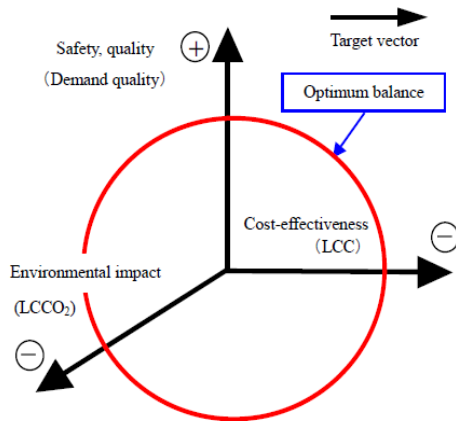 Target vector
Safety, quality
（Demand quality）
⊕
Optimum balance
Cost-effectiveness
（LCC）
⊖
Environmental impact
(LCCO₂)
⊖